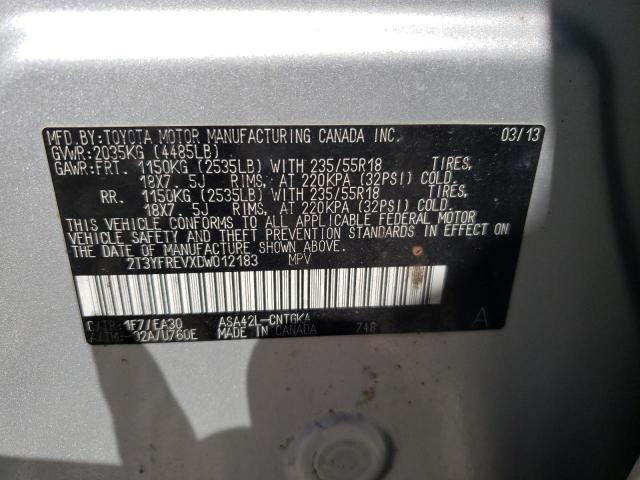 MFD.BY:TOYOTA MOTOR MANUFACTURING CANADA INC. 03/13
GVWR:2035KG (4485LB)
GAWR:FRT. 1150KG (2535LB) WITH 235/55R18 TIRES,
18X7. 5J RIMS, AT 220KPA (32PSI) COLD.
RR. 1150KG (2535LB) WITH 235/55R18 TIRES,
18X7. 5J RIMS, AT 220KPA (32PSI) COLD.
THIS VEHICLE CONFORMS TO ALL APPLICABLE FEDERAL MOTOR
VEHICLE SAFETY AND THEFT PREVENTION STANDARDS IN EFFECT ON
THE DATE OF MANUFACTURE SHOWN ABOVE.
2T3YFREVXDW012183 MPV
C/TR: 1F7/EA30 ASA42L-CNTGKA A
A/TM: -02A/U760E MADE IN CANADA 748